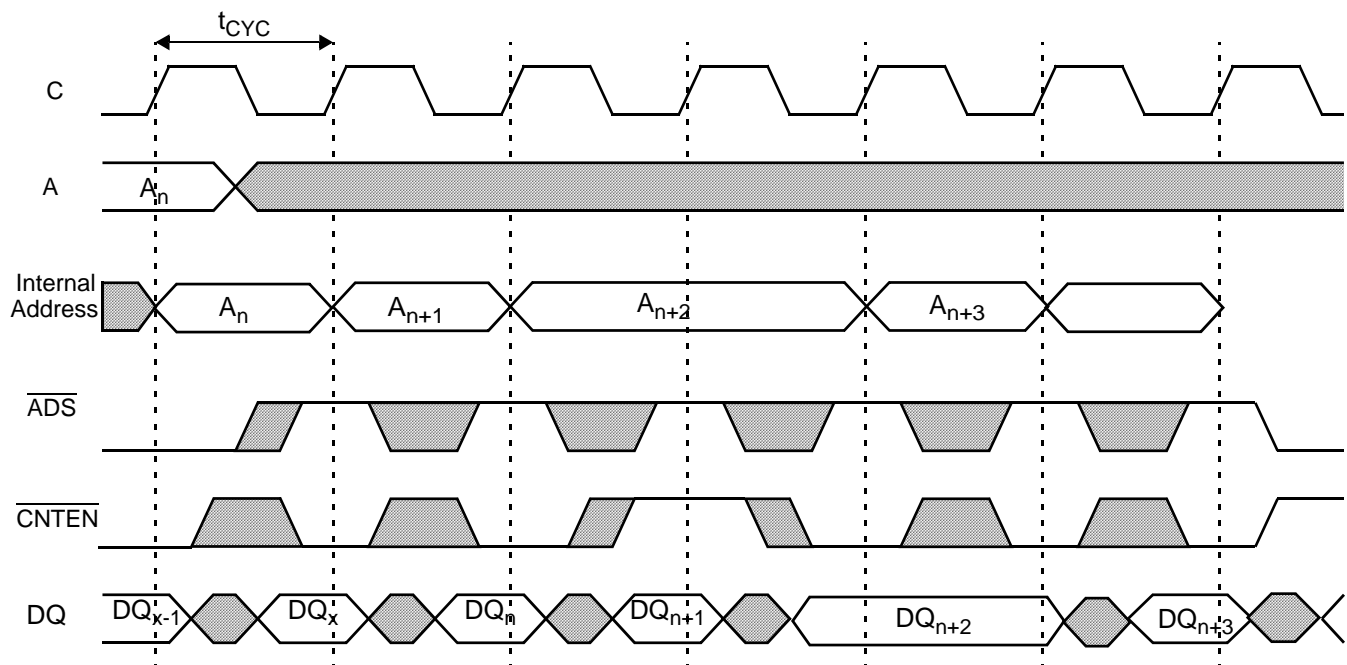 tCYC
C
A
An
Internal
Address
An
An+1
An+2
An+3
ADS
CNTEN
DQ
DQx-1
DQx
DQn
DQn+1
DQn+2
DQn+3